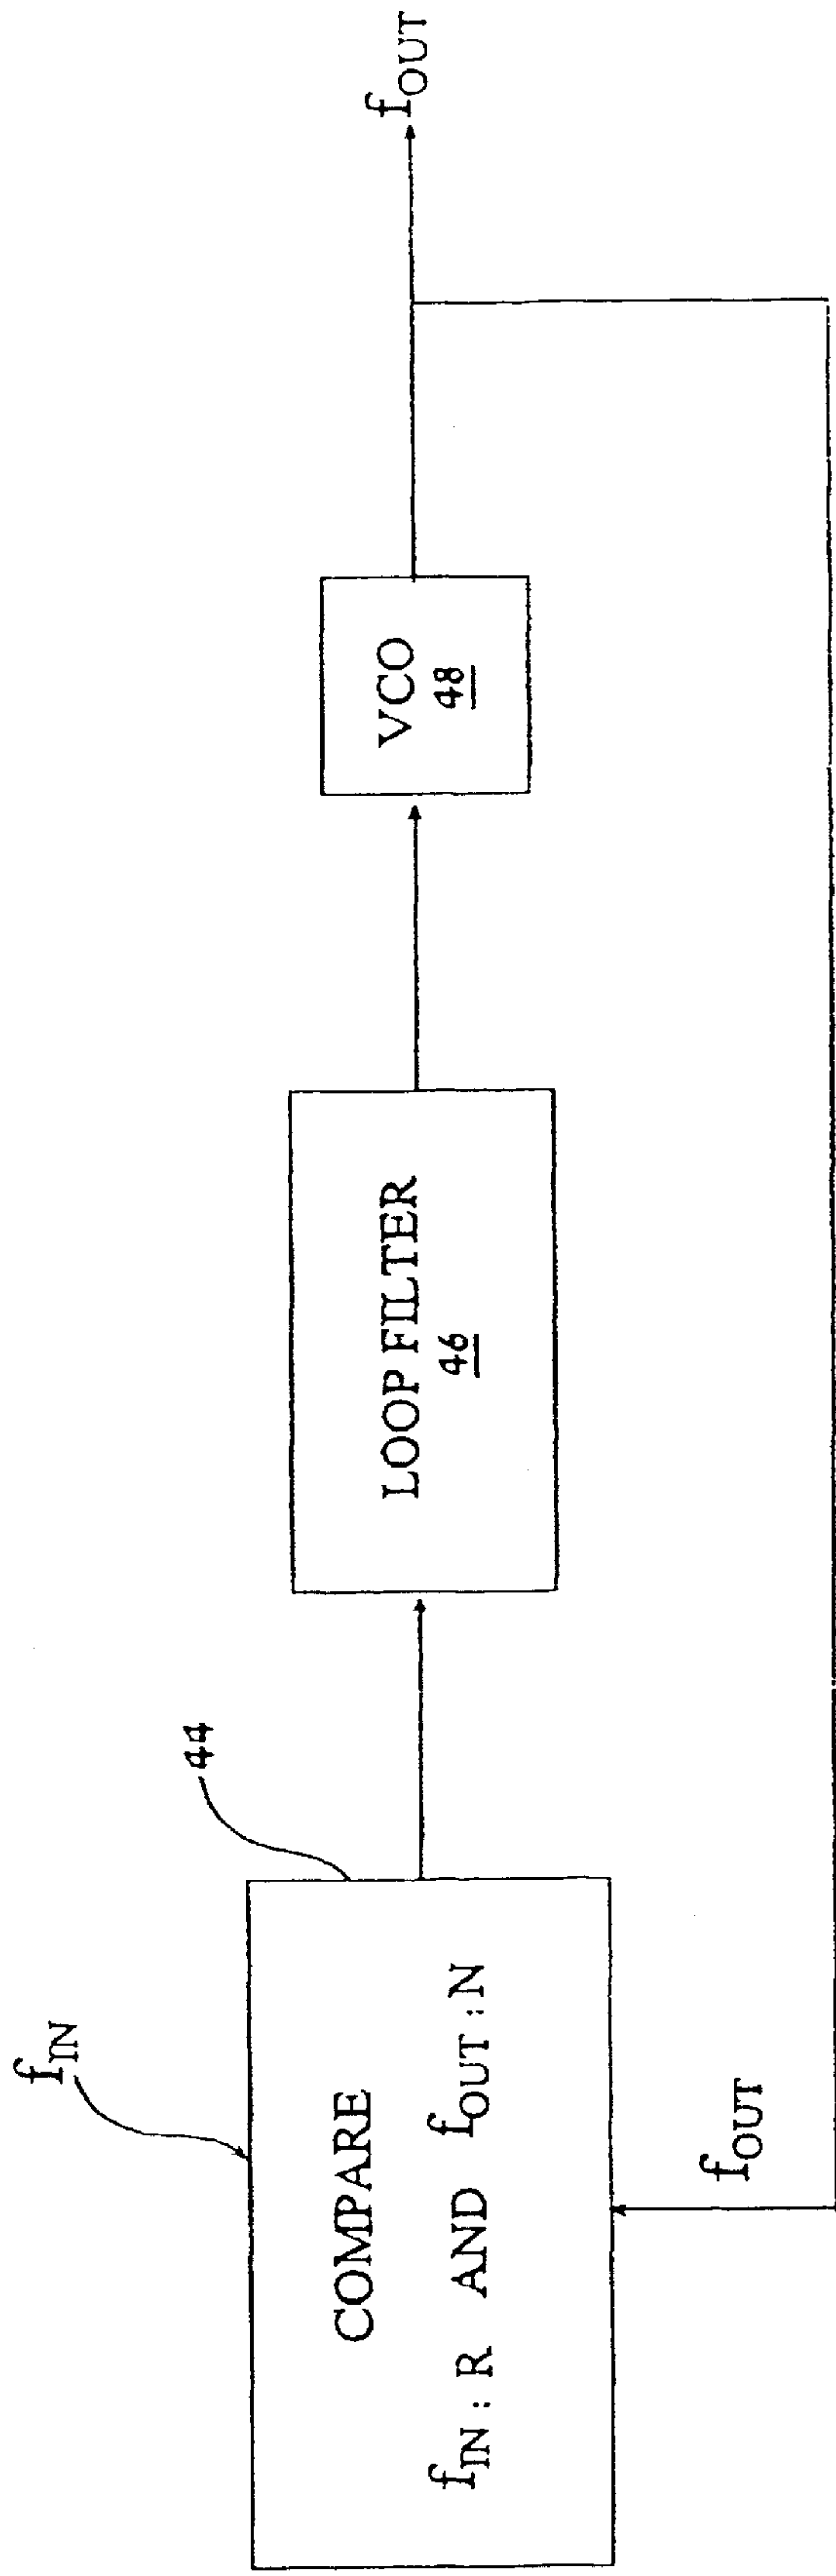 f_IN
44
COMPARE
f_IN : R AND f_OUT : N
f_OUT
LOOP FILTER
46
VCO
48
f_OUT